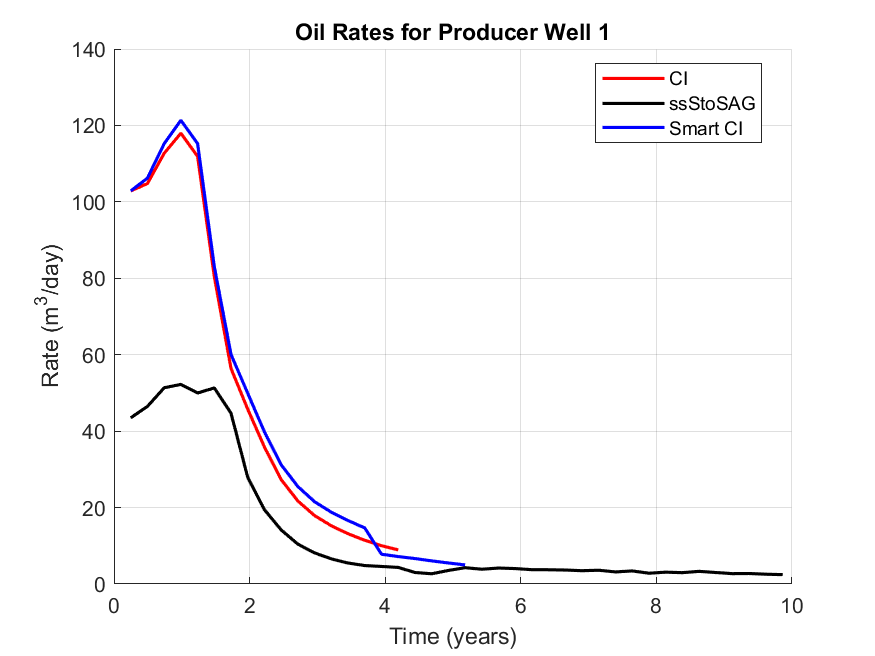 Oil Rates for Producer Well 1
140
120
100
80
60
40
20
0
Rate (m³/day)
CI
ssStoSAG
Smart CI
0 2 4 6 8 10
Time (years)